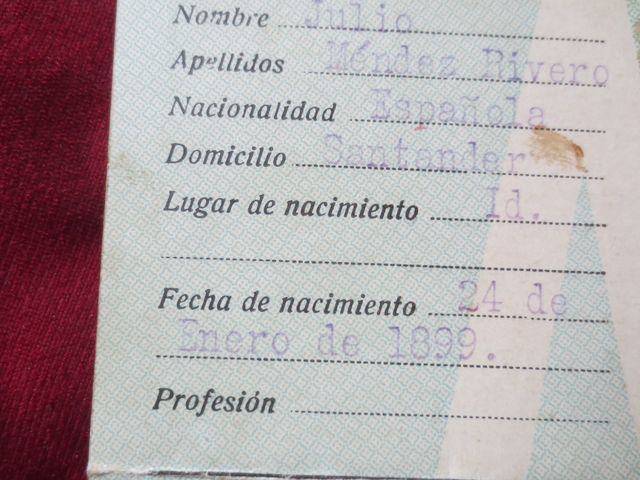 Nombre Julio
Apellidos Méndez Rivero
Nacionalidad Española
Domicilio Santander
Lugar de nacimiento Id.
Fecha de nacimiento 24 de
Enero de 1899.
Profesión